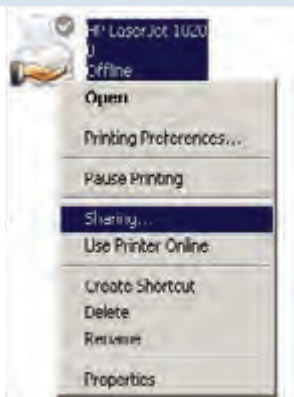 HP LaserJet 1020
0
Offline
Open
Printing Preferences...
Pause Printing
Sharing...
Use Printer Online
Create Shortcut
Delete
Rename
Properties